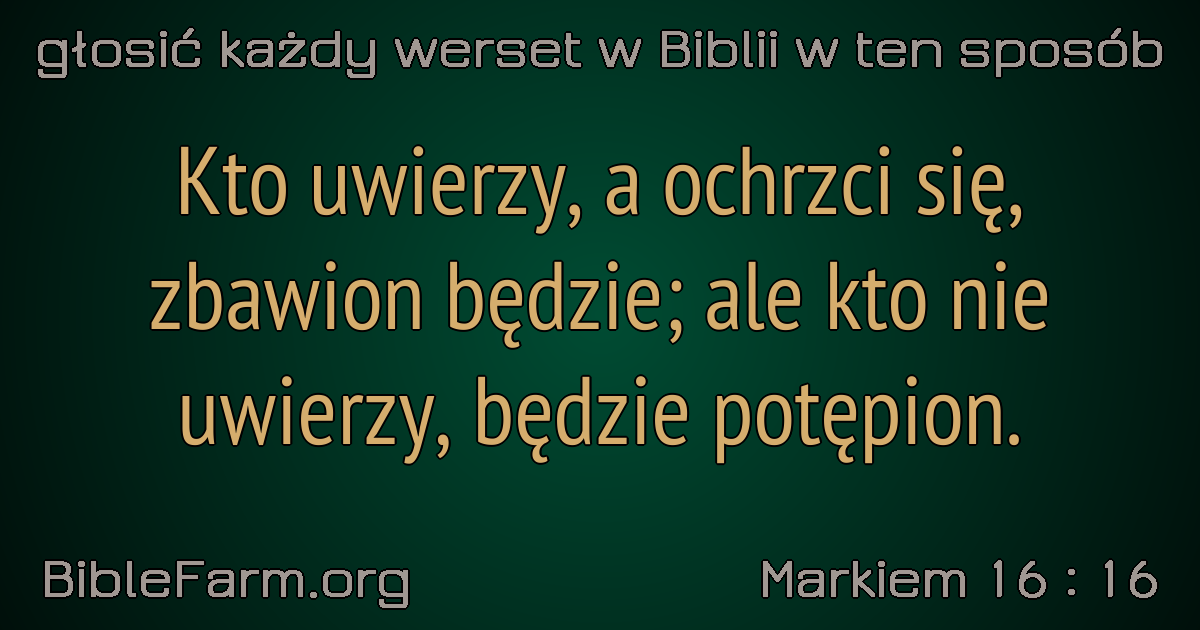 głosić każdy werset w Biblii w ten sposób
Kto uwierzy, a ochrzci się,
zbawion będzie; ale kto nie
uwierzy, będzie potępion.
BibleFarm.org
Markiem 16 : 16